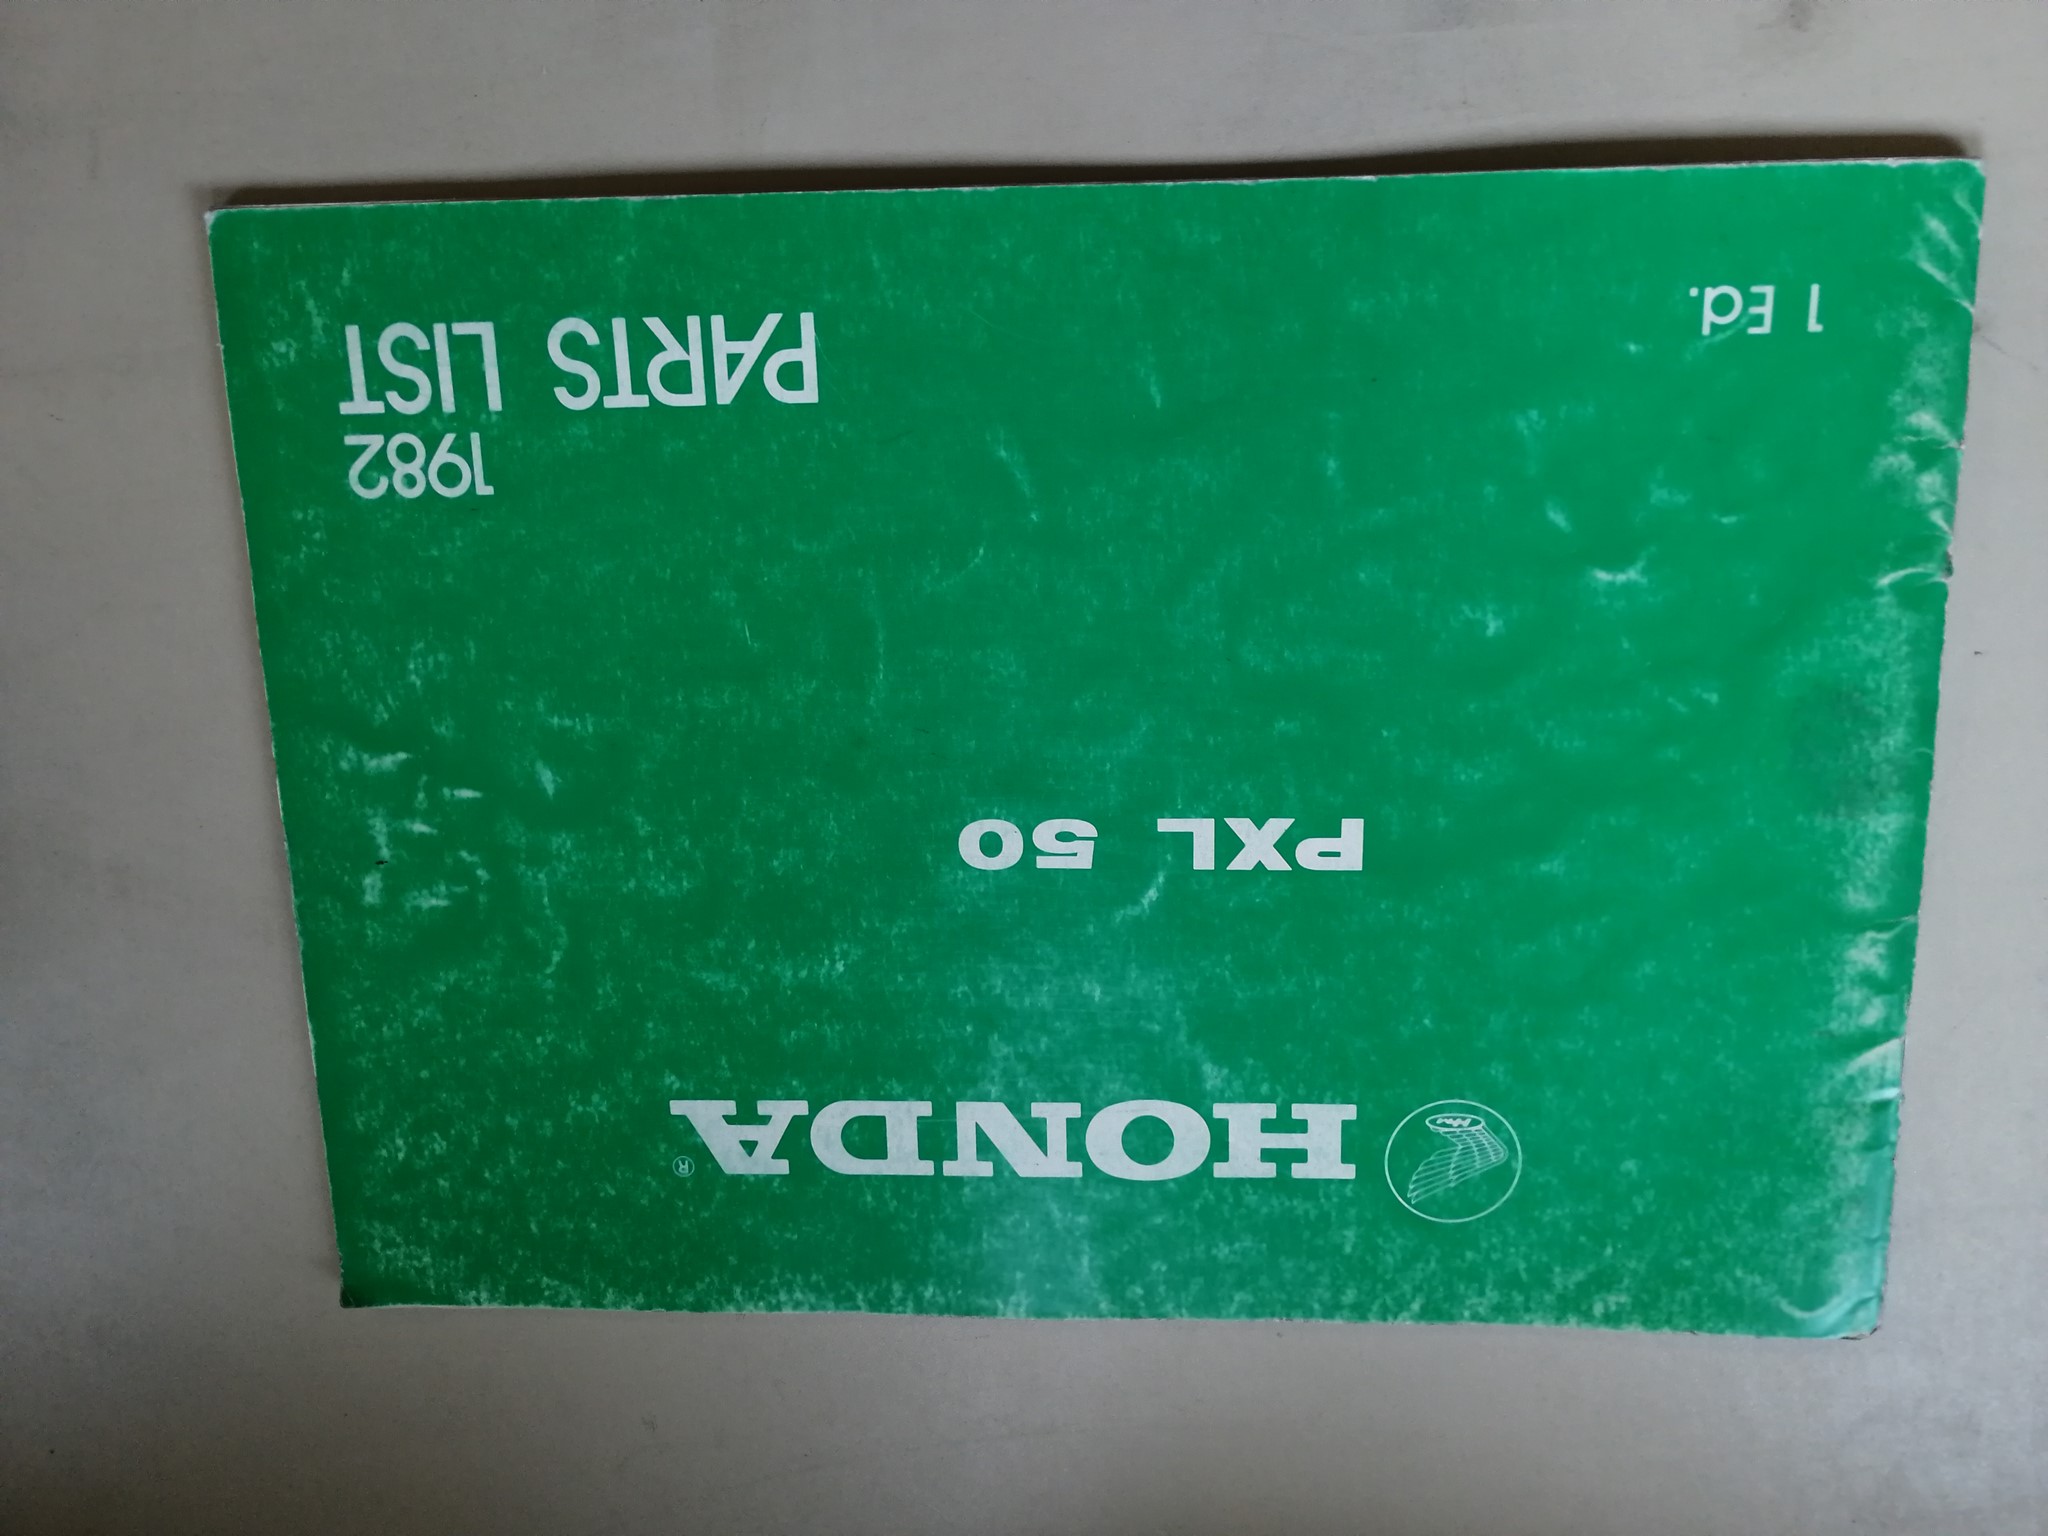 HONDA®
PXL 50
1982
PARTS LIST
1 Ed.